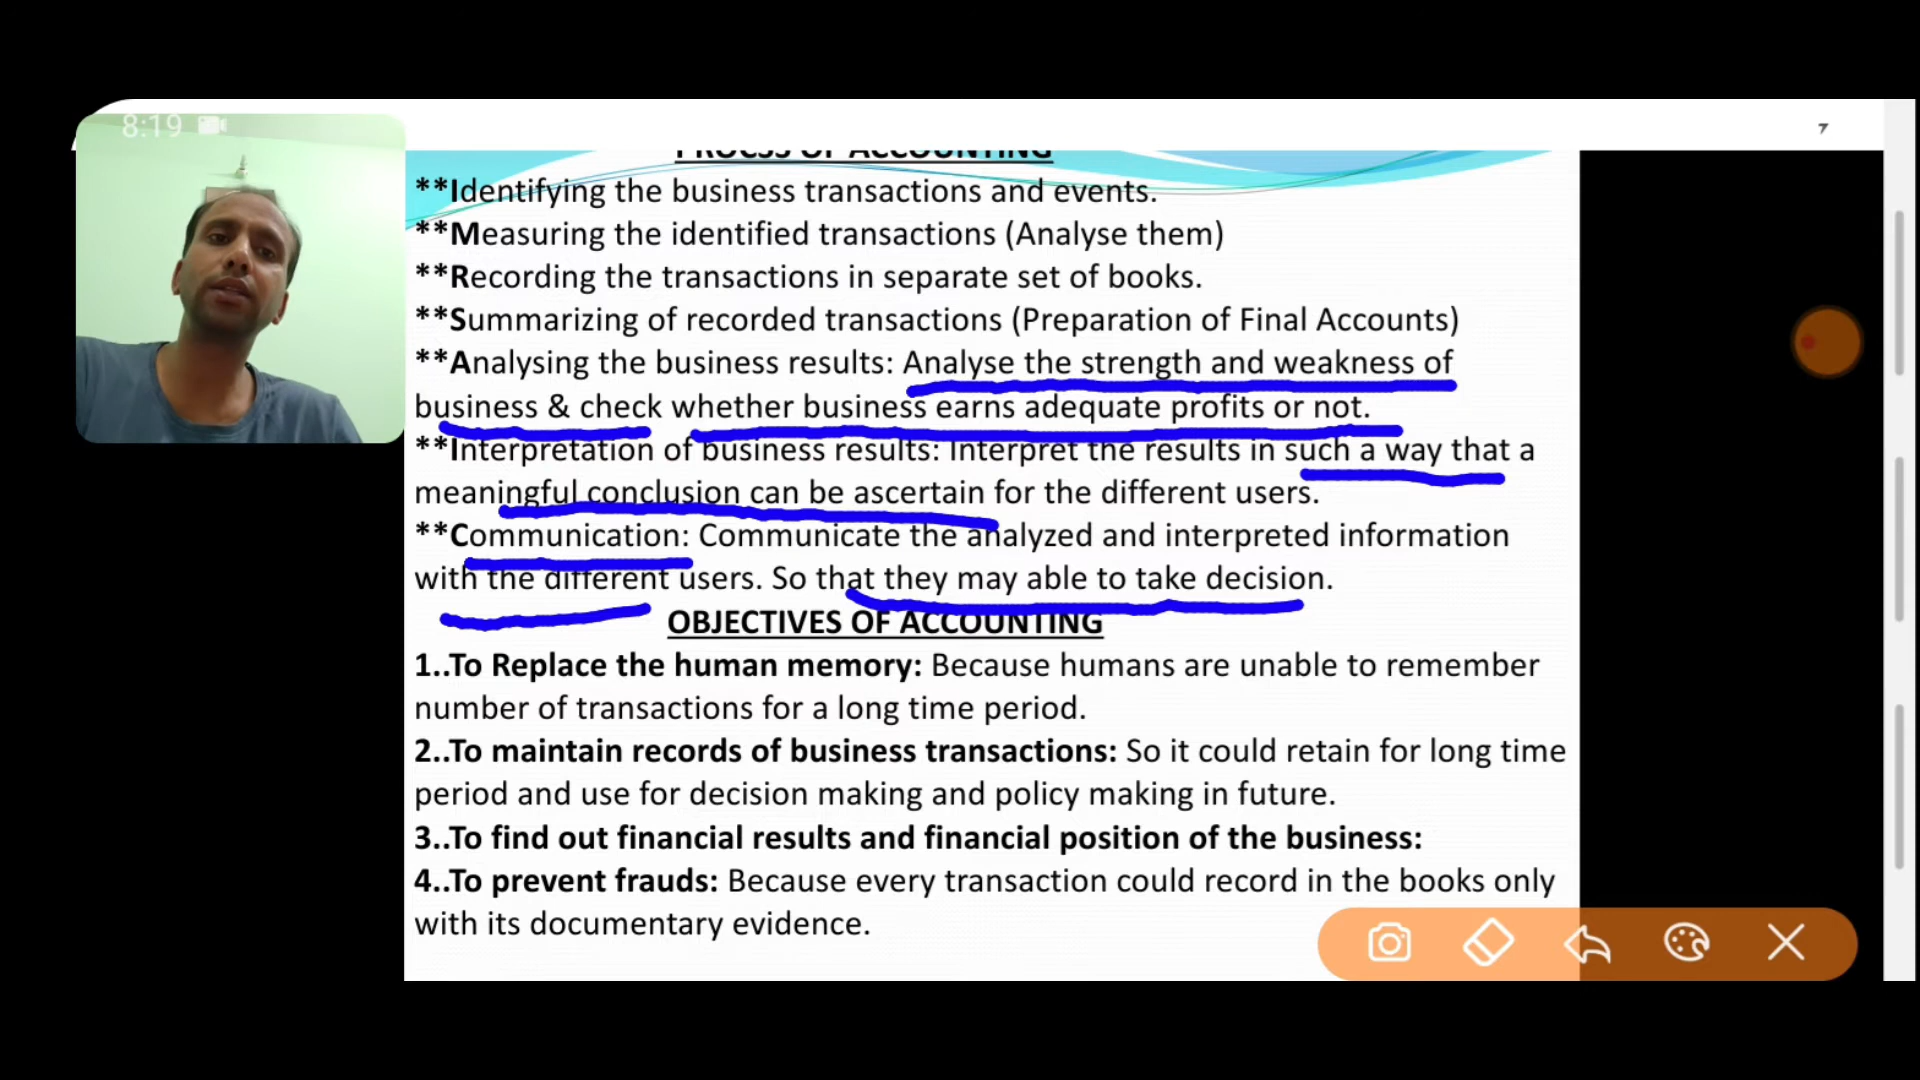 8:19
7
PROCSS OF ACCOUNTING
**Identifying the business transactions and events.
**Measuring the identified transactions (Analyse them)
**Recording the transactions in separate set of books.
**Summarizing of recorded transactions (Preparation of Final Accounts)
**Analysing the business results: Analyse the strength and weakness of
business & check whether business earns adequate profits or not.
**Interpretation of business results: Interpret the results in such a way that a
meaningful conclusion can be ascertain for the different users.
**Communication: Communicate the analyzed and interpreted information
with the different users. So that they may able to take decision.
OBJECTIVES OF ACCOUNTING
1..To Replace the human memory: Because humans are unable to remember
number of transactions for a long time period.
2..To maintain records of business transactions: So it could retain for long time
period and use for decision making and policy making in future.
3..To find out financial results and financial position of the business:
4..To prevent frauds: Because every transaction could record in the books only
with its documentary evidence.